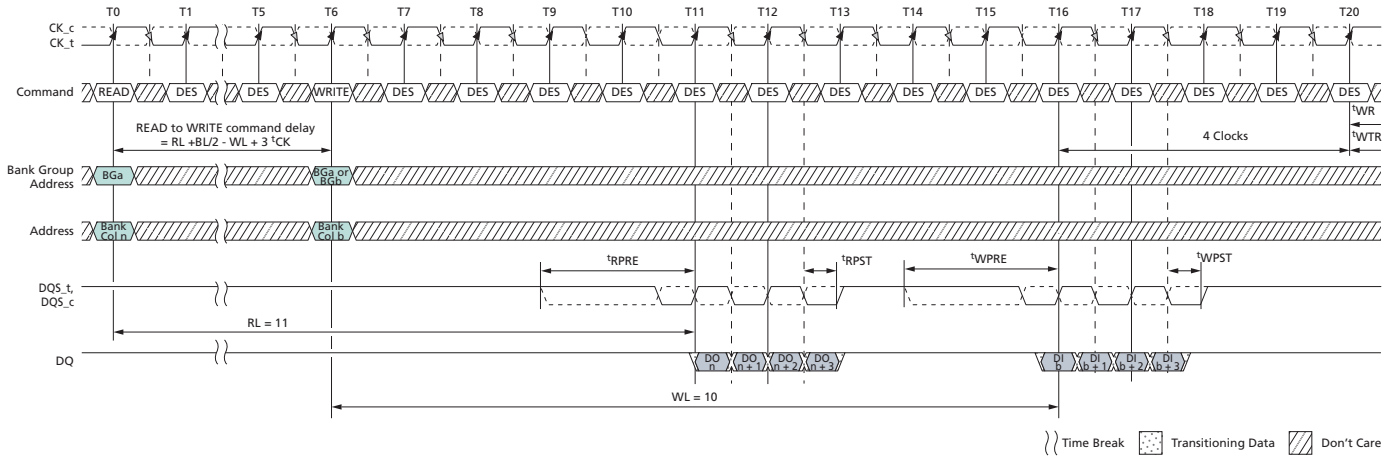 T0 T1 T5 T6 T7 T8 T9 T10 T11 T12 T13 T14 T15 T16 T17 T18 T19 T20
CK_c
CK_t
Command READ DES DES WRITE DES DES DES DES DES DES DES DES DES DES DES DES DES DES
tWR
READ to WRITE command delay
= RL +BL/2 - WL + 3 tCK
4 Clocks
tWTR
Bank Group
Address
BGa
BGa or
BGb
Address
Bank
Col n
Bank
Col b
tRPRE tRPST tWPRE tWPST
DQS_t,
DQS_c
RL = 11
DQ
DO
n
DO
n + 1
DO
n + 2
DO
n + 3
DI
b
DI
b + 1
DI
b + 2
DI
b + 3
WL = 10
Time Break Transitioning Data Don't Care